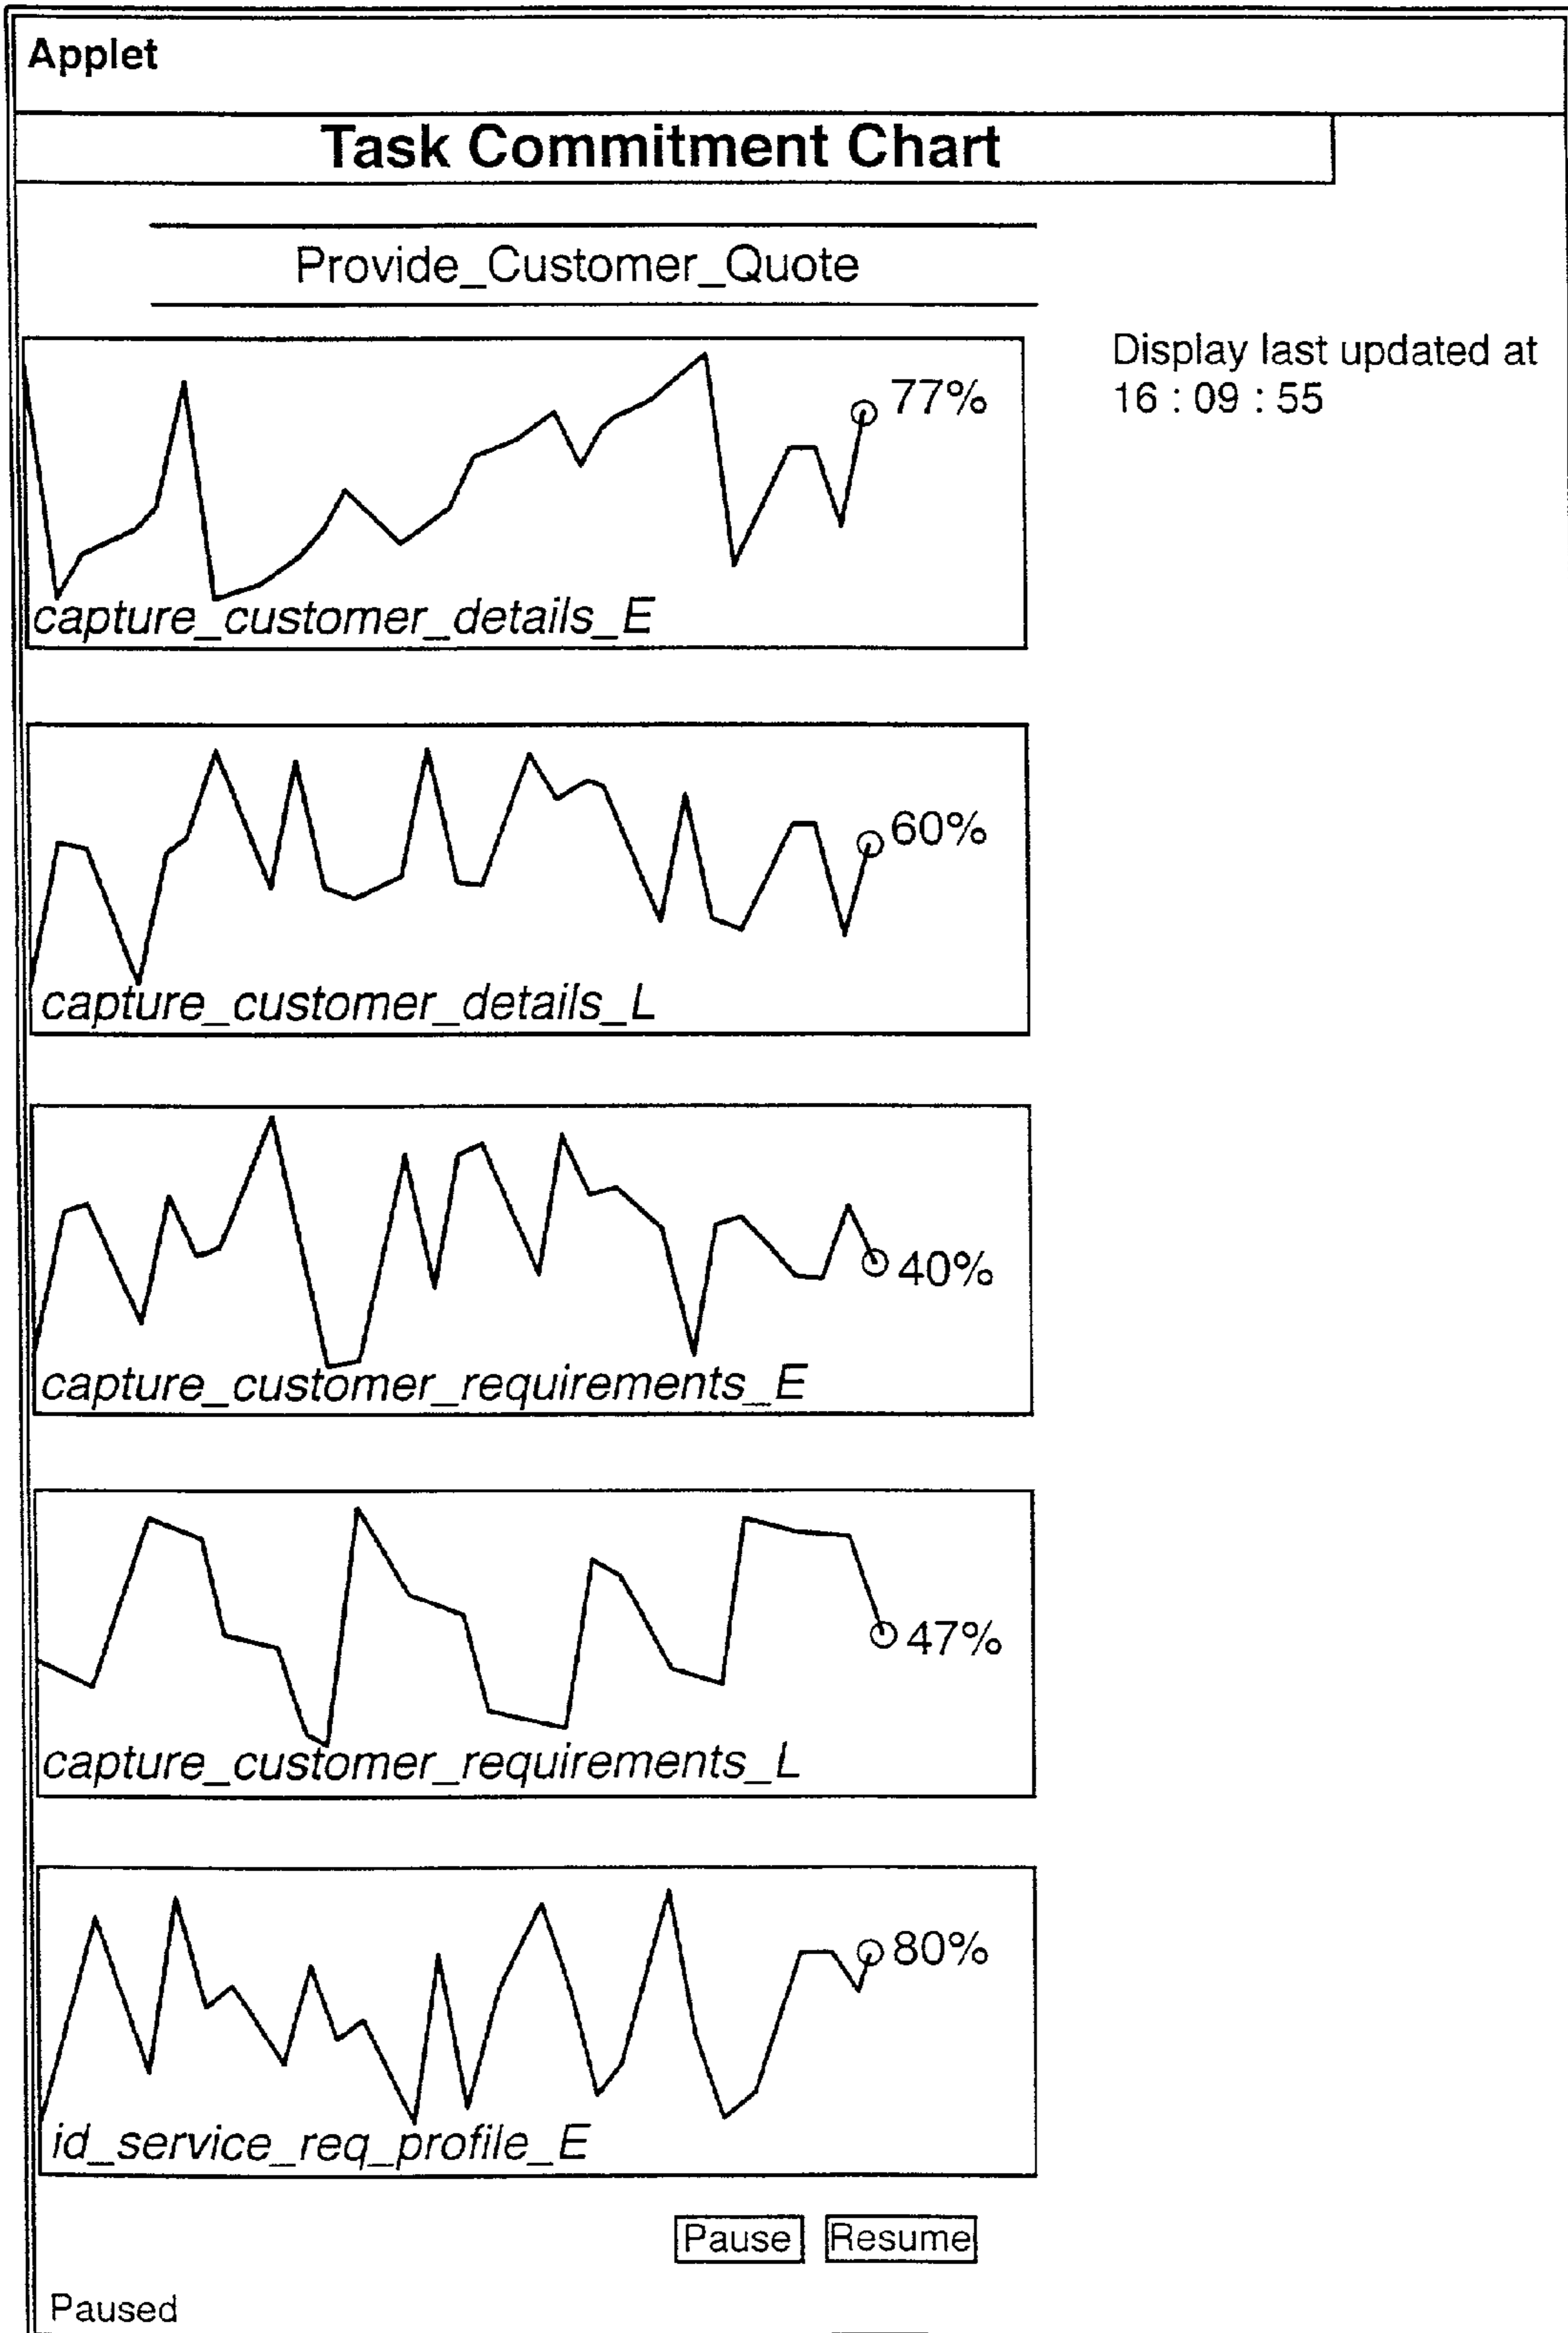 Applet
Task Commitment Chart
Provide_Customer_Quote
Display last updated at
16 : 09 : 55
77%
capture_customer_details_E
60%
capture_customer_details_L
40%
capture_customer_requirements_E
47%
capture_customer_requirements_L
80%
id_service_req_profile_E
Pause Resume
Paused